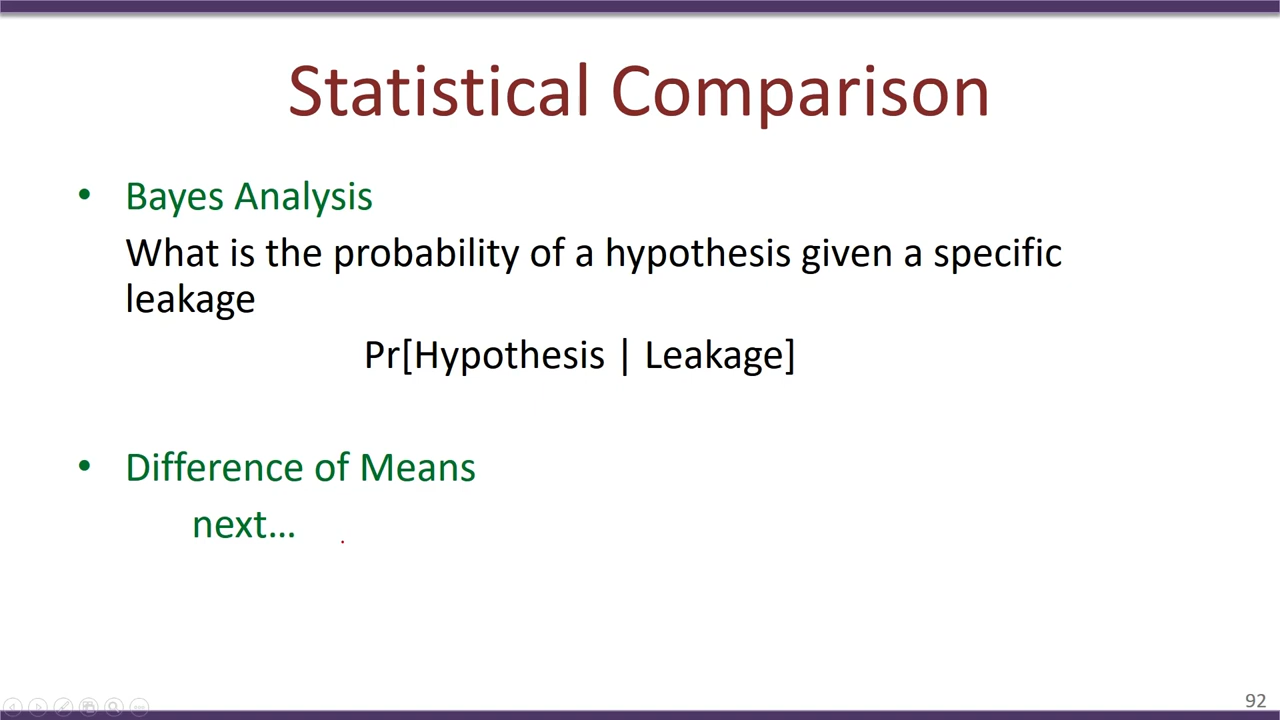 Statistical Comparison
• Bayes Analysis
What is the probability of a hypothesis given a specific
leakage
Pr[Hypothesis | Leakage]
• Difference of Means
next...
92